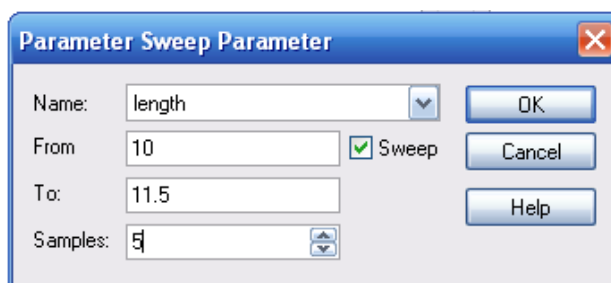 Parameter Sweep Parameter
Name: length OK
From 10 Sweep Cancel
To: 11.5 Help
Samples: 5